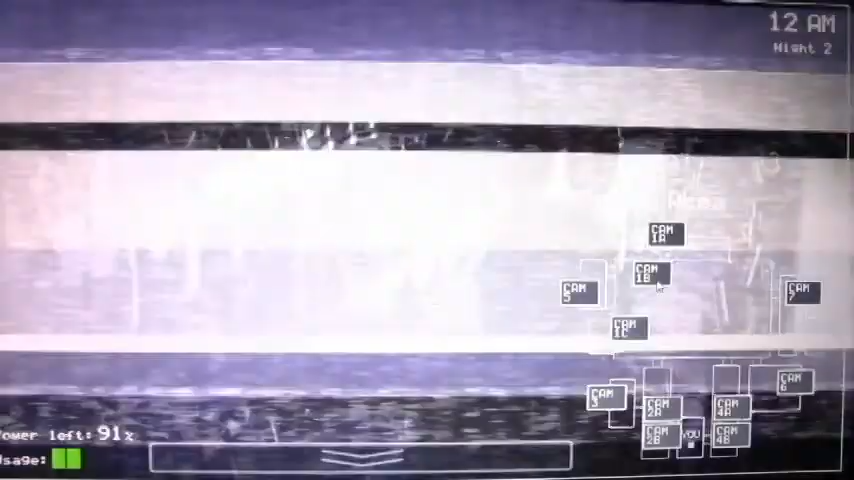 12 AM
Night 2
CAM 1A
CAM 1B
CAM 5
CAM 7
CAM 1C
CAM 6
CAM 3
CAM 2A
CAM 4A
CAM 2B
YOU
CAM 4B
ower left: 91%
sage: